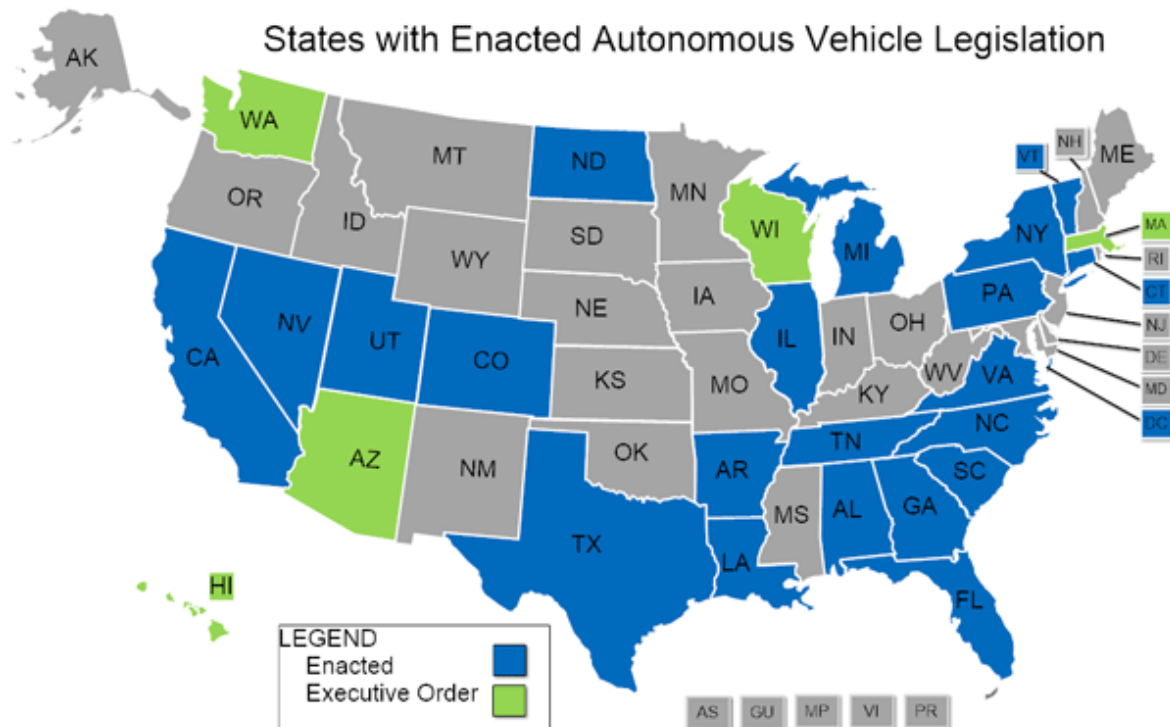 States with Enacted Autonomous Vehicle Legislation
AK
WA
MT
ND
MN
VT
NH
ME
OR
ID
SD
WI
MI
NY
MA
WY
RI
IA
PA
CT
NE
NV
UT
IL
IN
OH
NJ
CA
CO
DE
KS
MO
WV
VA
KY
MD
NC
DC
TN
AZ
NM
OK
AR
SC
MS
AL
GA
TX
LA
HI
FL
LEGEND
Enacted
Executive Order
AS GU MP VI PR